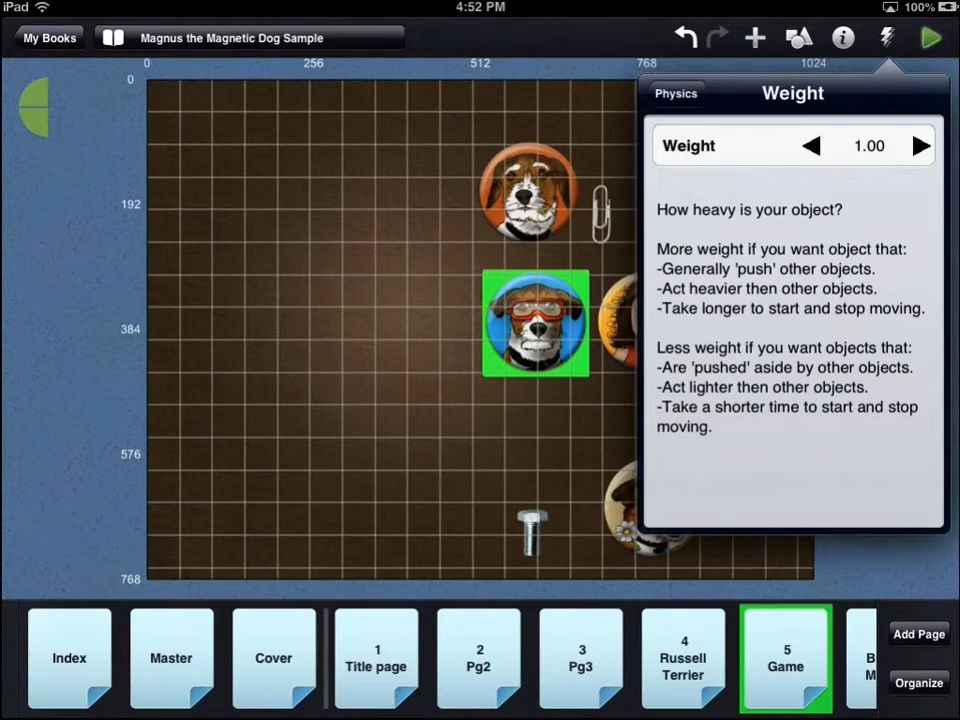 iPad 4:52 PM 100%
My Books Magnus the Magnetic Dog Sample
0 256 512 768 1024
0
192
384
576
768
Physics Weight
Weight 1.00
How heavy is your object?
More weight if you want object that:
-Generally 'push' other objects.
-Act heavier then other objects.
-Take longer to start and stop moving.
Less weight if you want objects that:
-Are 'pushed' aside by other objects.
-Act lighter then other objects.
-Take a shorter time to start and stop
moving.
Index
Master
Cover
1
Title page
2
Pg2
3
Pg3
4
Russell
Terrier
5
Game
B
M
Add Page
Organize